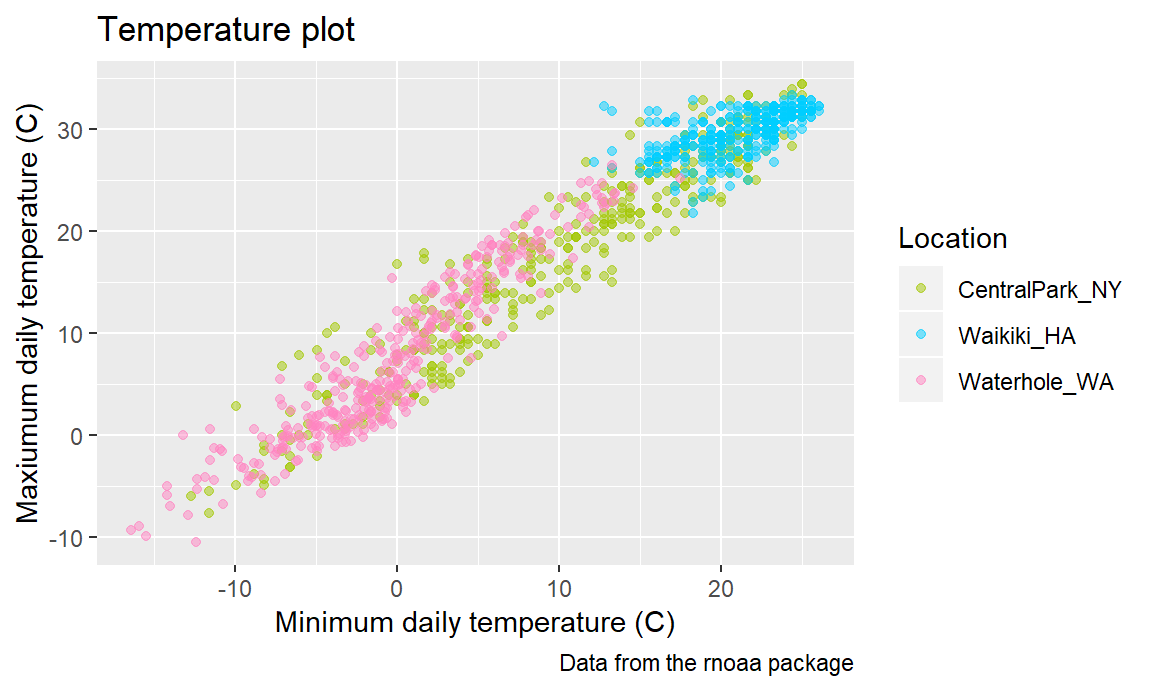 Temperature plot
Maxiumum daily temperature (C)
30
20
10
0
-10
-10 0 10 20
Minimum daily temperature (C)
Data from the rnoaa package
Location
CentralPark_NY
Waikiki_HA
Waterhole_WA